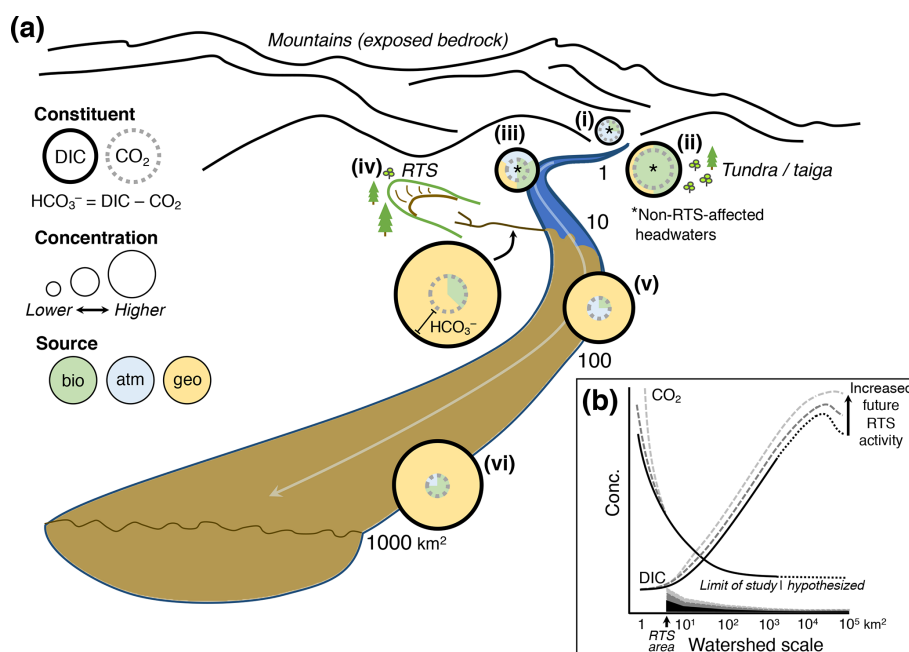 (a)
Mountains (exposed bedrock)
Constituent
DIC
CO₂
HCO₃⁻ = DIC – CO₂
Concentration
Lower
Higher
Source
bio
atm
geo
(i)
*
(ii)
*
Tundra / taiga
*Non-RTS-affected
headwaters
(iii)
*
1
(iv)
RTS
10
HCO₃⁻
(v)
100
(vi)
1000 km²
(b)
CO₂
Increased
future
RTS
activity
Conc.
DIC
Limit of study | hypothesized
1 10¹ 10² 10³ 10⁴ 10⁵ km²
RTS
area
Watershed scale